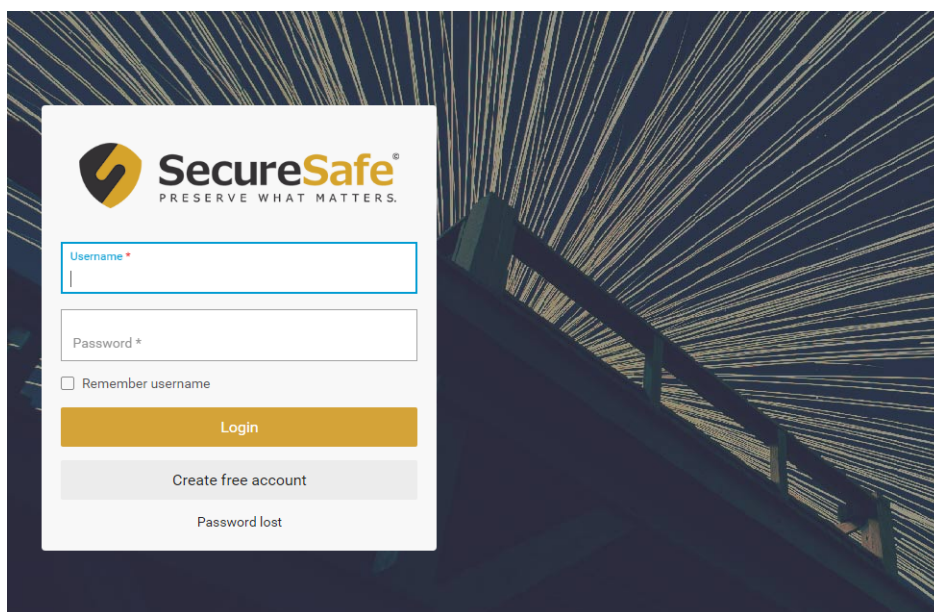 SecureSafe©
PRESERVE WHAT MATTERS.
Username *
Password *
Remember username
Login
Create free account
Password lost